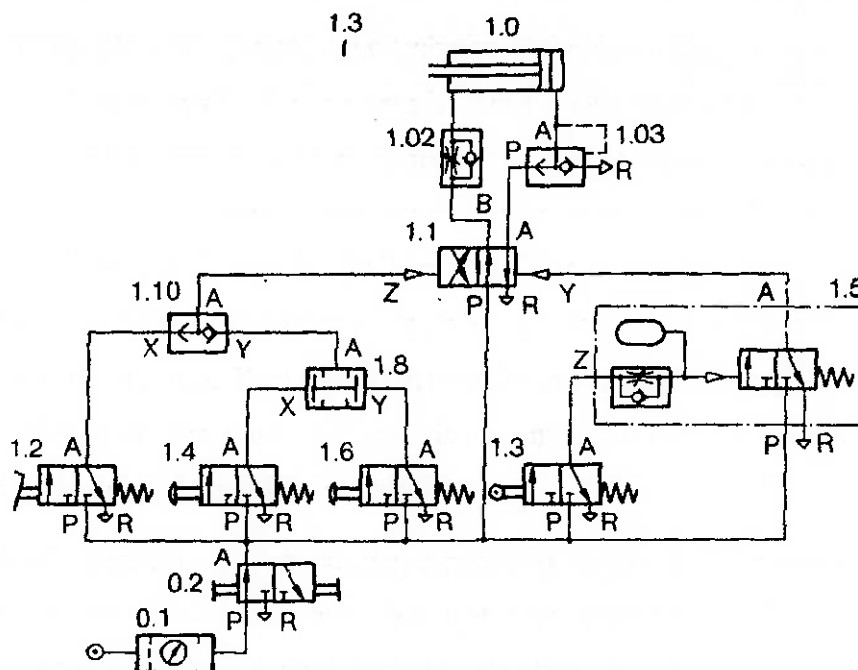 1.3 1.0
1.02 A 1.03
P R
B A
1.1
Z P R Y
1.10 A A 1.5
X Y A 1.8 Z
X Y
1.2 A 1.4 A 1.6 A 1.3 A P R
P R P R P R P R
A
0.2
P R
0.1